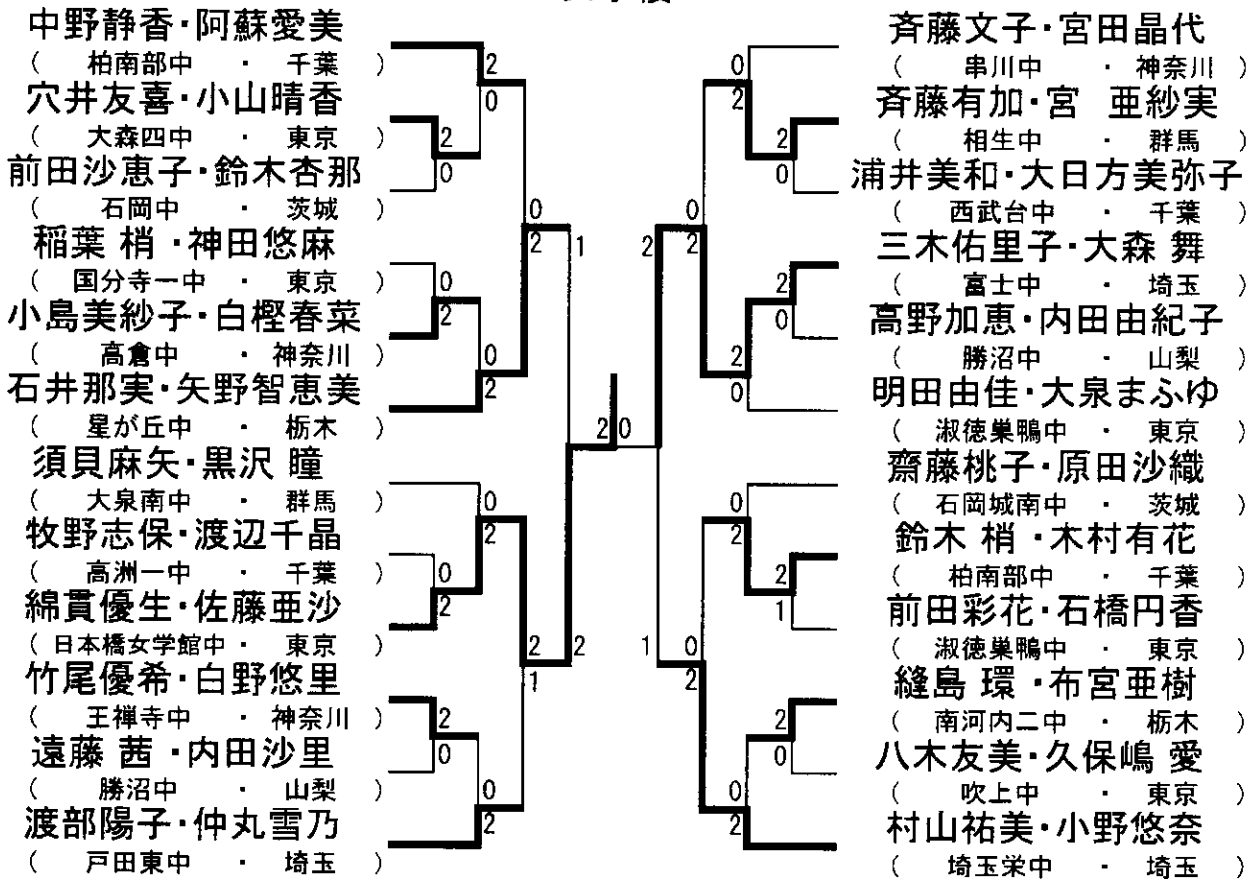 中野静香・阿蘇愛美
（ 柏南部中 ・ 千葉 ）
穴井友喜・小山晴香
（ 大森四中 ・ 東京 ）
前田沙恵子・鈴木杏那
（ 石岡中 ・ 茨城 ）
稲葉 梢・神田悠麻
（ 国分寺一中 ・ 東京 ）
小島美紗子・白樫春菜
（ 高倉中 ・ 神奈川 ）
石井那実・矢野智恵美
（ 星が丘中 ・ 栃木 ）
須貝麻矢・黒沢 瞳
（ 大泉南中 ・ 群馬 ）
牧野志保・渡辺千晶
（ 高洲一中 ・ 千葉 ）
綿貫優生・佐藤亜沙
（ 日本橋女学館中 ・ 東京 ）
竹尾優希・白野悠里
（ 王禅寺中 ・ 神奈川 ）
遠藤 茜・内田沙里
（ 勝沼中 ・ 山梨 ）
渡部陽子・仲丸雪乃
（ 戸田東中 ・ 埼玉 ）
2
0
2
0
0
2
0
2
0
2
1
0
2
0
2
2
0
0
2
2
1
2
2 0
2
1
0
2
2
0
0
2
2
0
2
0
0
2
2
1
0
2
2
0
0
2
斉藤文子・宮田晶代
（ 串川中 ・ 神奈川 ）
斉藤有加・宮 亜紗実
（ 相生中 ・ 群馬 ）
浦井美和・大日方美弥子
（ 西武台中 ・ 千葉 ）
三木佑里子・大森 舞
（ 富士中 ・ 埼玉 ）
高野加恵・内田由紀子
（ 勝沼中 ・ 山梨 ）
明田由佳・大泉まふゆ
（ 淑徳巣鴨中 ・ 東京 ）
齋藤桃子・原田沙織
（ 石岡城南中 ・ 茨城 ）
鈴木 梢・木村有花
（ 柏南部中 ・ 千葉 ）
前田彩花・石橋円香
（ 淑徳巣鴨中 ・ 東京 ）
縫島 環・布宮亜樹
（ 南河内二中 ・ 栃木 ）
八木友美・久保嶋 愛
（ 吹上中 ・ 東京 ）
村山祐美・小野悠奈
（ 埼玉栄中 ・ 埼玉 ）